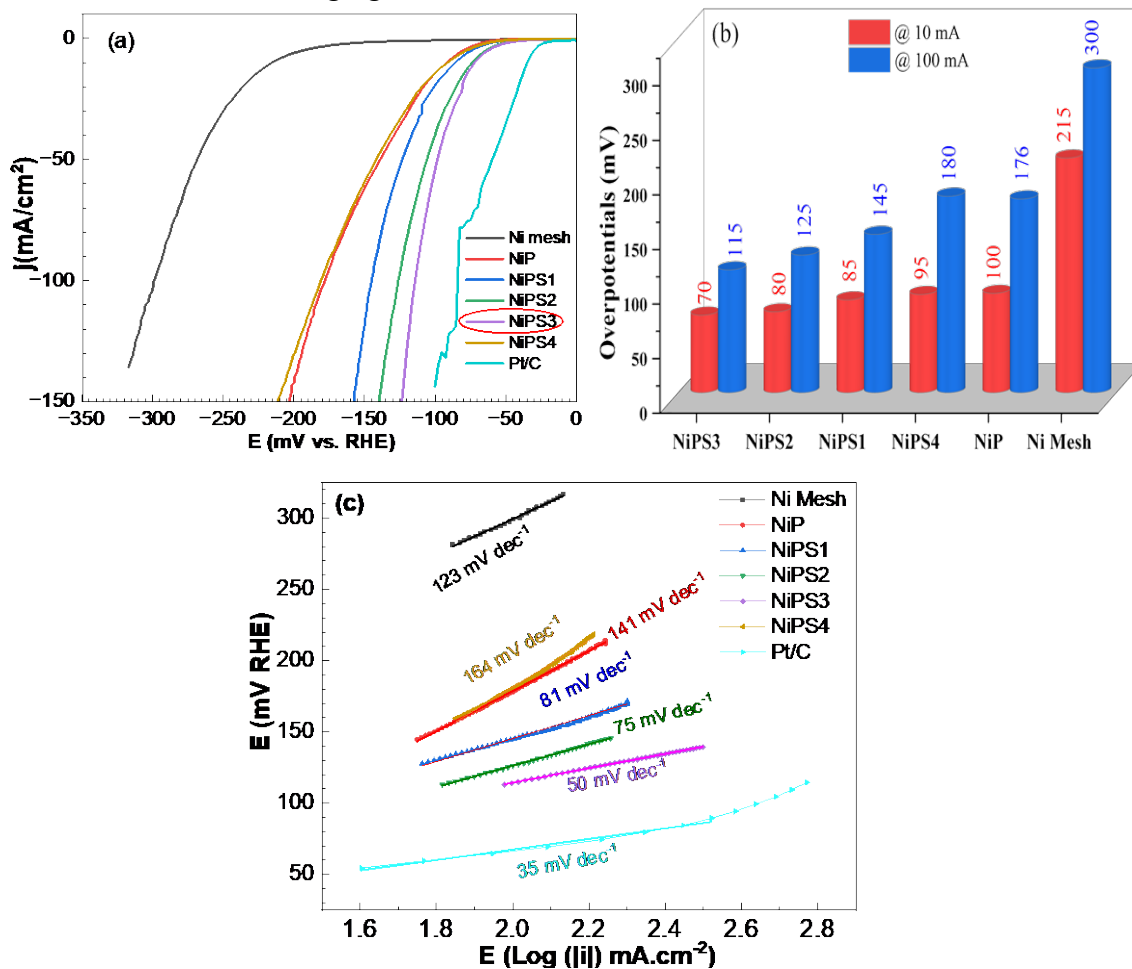 (a)
0
−50
−100
−150
j(mA/cm²)
Ni mesh
NiP
NiPS1
NiPS2
NiPS3
NiPS4
Pt/C
−350 −300 −250 −200 −150 −100 −50 0
E (mV vs. RHE)
(b)
@ 10 mA
@ 100 mA
Overpotentials (mV)
300
250
200
150
100
50
0
70 115 80 125 85 145 95 180 100 176 215 300
NiPS3 NiPS2 NiPS1 NiPS4 NiP Ni Mesh
(c)
E (mV RHE)
300
250
200
150
100
50
123 mV dec⁻¹
164 mV dec⁻¹
141 mV dec⁻¹
81 mV dec⁻¹
75 mV dec⁻¹
50 mV dec⁻¹
35 mV dec⁻¹
Ni Mesh
NiP
NiPS1
NiPS2
NiPS3
NiPS4
Pt/C
1.6 1.8 2.0 2.2 2.4 2.6 2.8
E (Log (|i|) mA.cm⁻²)